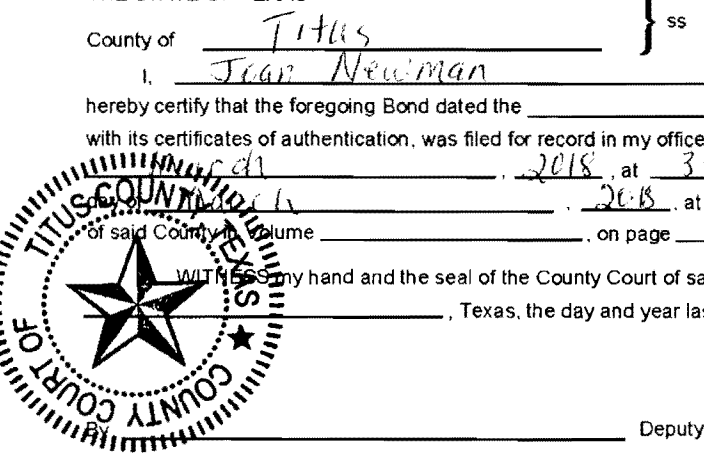 County of Titus } ss
I, Joan Newman
hereby certify that the foregoing Bond dated the
with its certificates of authentication, was filed for record in my office
March , 2018 , at 3
day of March , 2018 , at
of said County in Volume , on page
WITNESS my hand and the seal of the County Court of sa
, Texas, the day and year las
By Deputy
COUNTY COURT OF TITUS COUNTY, TEXAS